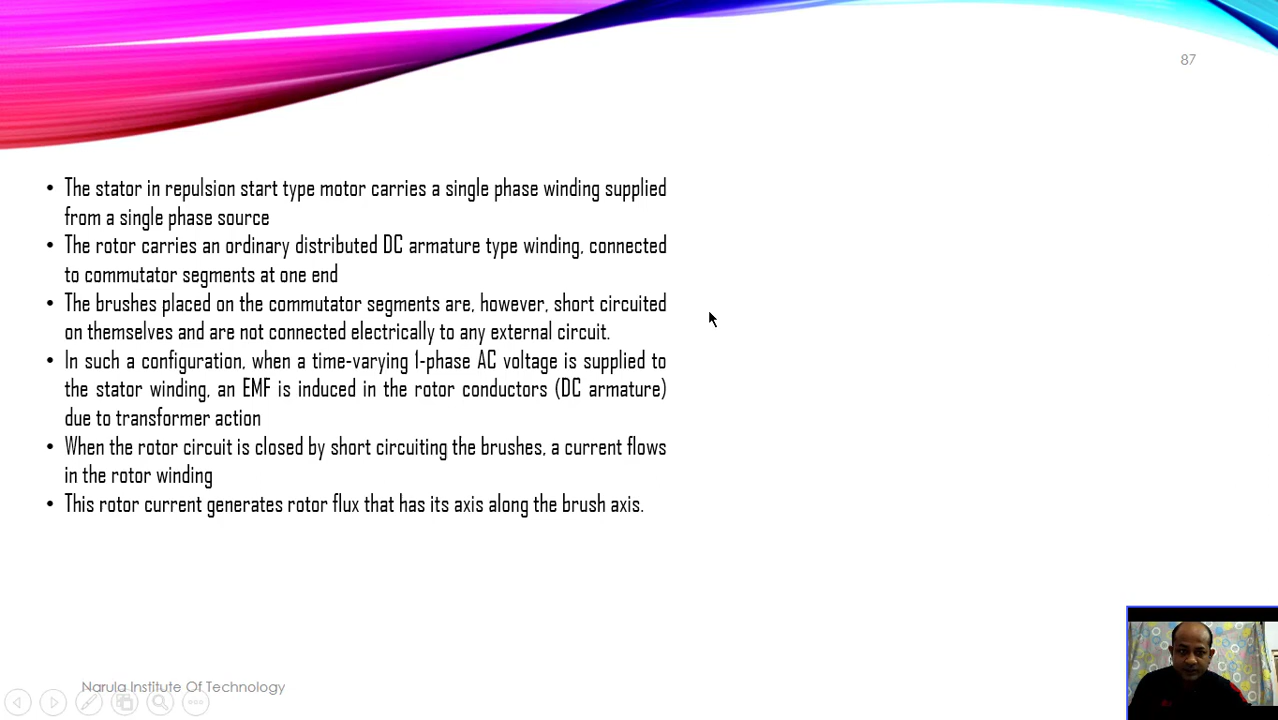 87
• The stator in repulsion start type motor carries a single phase winding supplied
from a single phase source
• The rotor carries an ordinary distributed DC armature type winding, connected
to commutator segments at one end
• The brushes placed on the commutator segments are, however, short circuited
on themselves and are not connected electrically to any external circuit.
• In such a configuration, when a time-varying 1-phase AC voltage is supplied to
the stator winding, an EMF is induced in the rotor conductors (DC armature)
due to transformer action
• When the rotor circuit is closed by short circuiting the brushes, a current flows
in the rotor winding
• This rotor current generates rotor flux that has its axis along the brush axis.
Narula Institute Of Technology